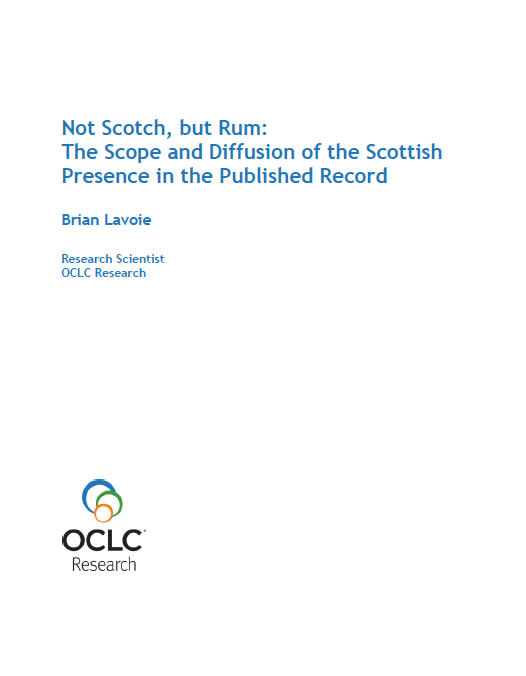 Not Scotch, but Rum:
The Scope and Diffusion of the Scottish
Presence in the Published Record
Brian Lavoie
Research Scientist
OCLC Research
OCLC
Research